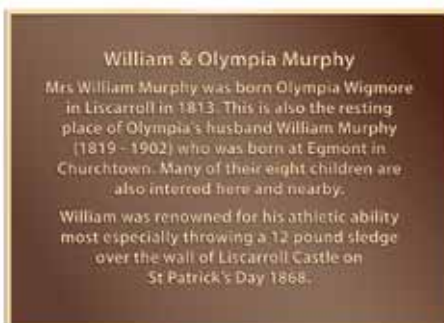 William & Olympia Murphy
Mrs William Murphy was born Olympia Wigmore
in Liscarroll in 1813. This is also the resting
place of Olympia's husband William Murphy
(1819 - 1902) who was born at Egmont in
Churchtown. Many of their eight children are
also interred here and nearby.
William was renowned for his athletic ability
most especially throwing a 12 pound sledge
over the wall of Liscarroll Castle on
St Patrick's Day 1868.